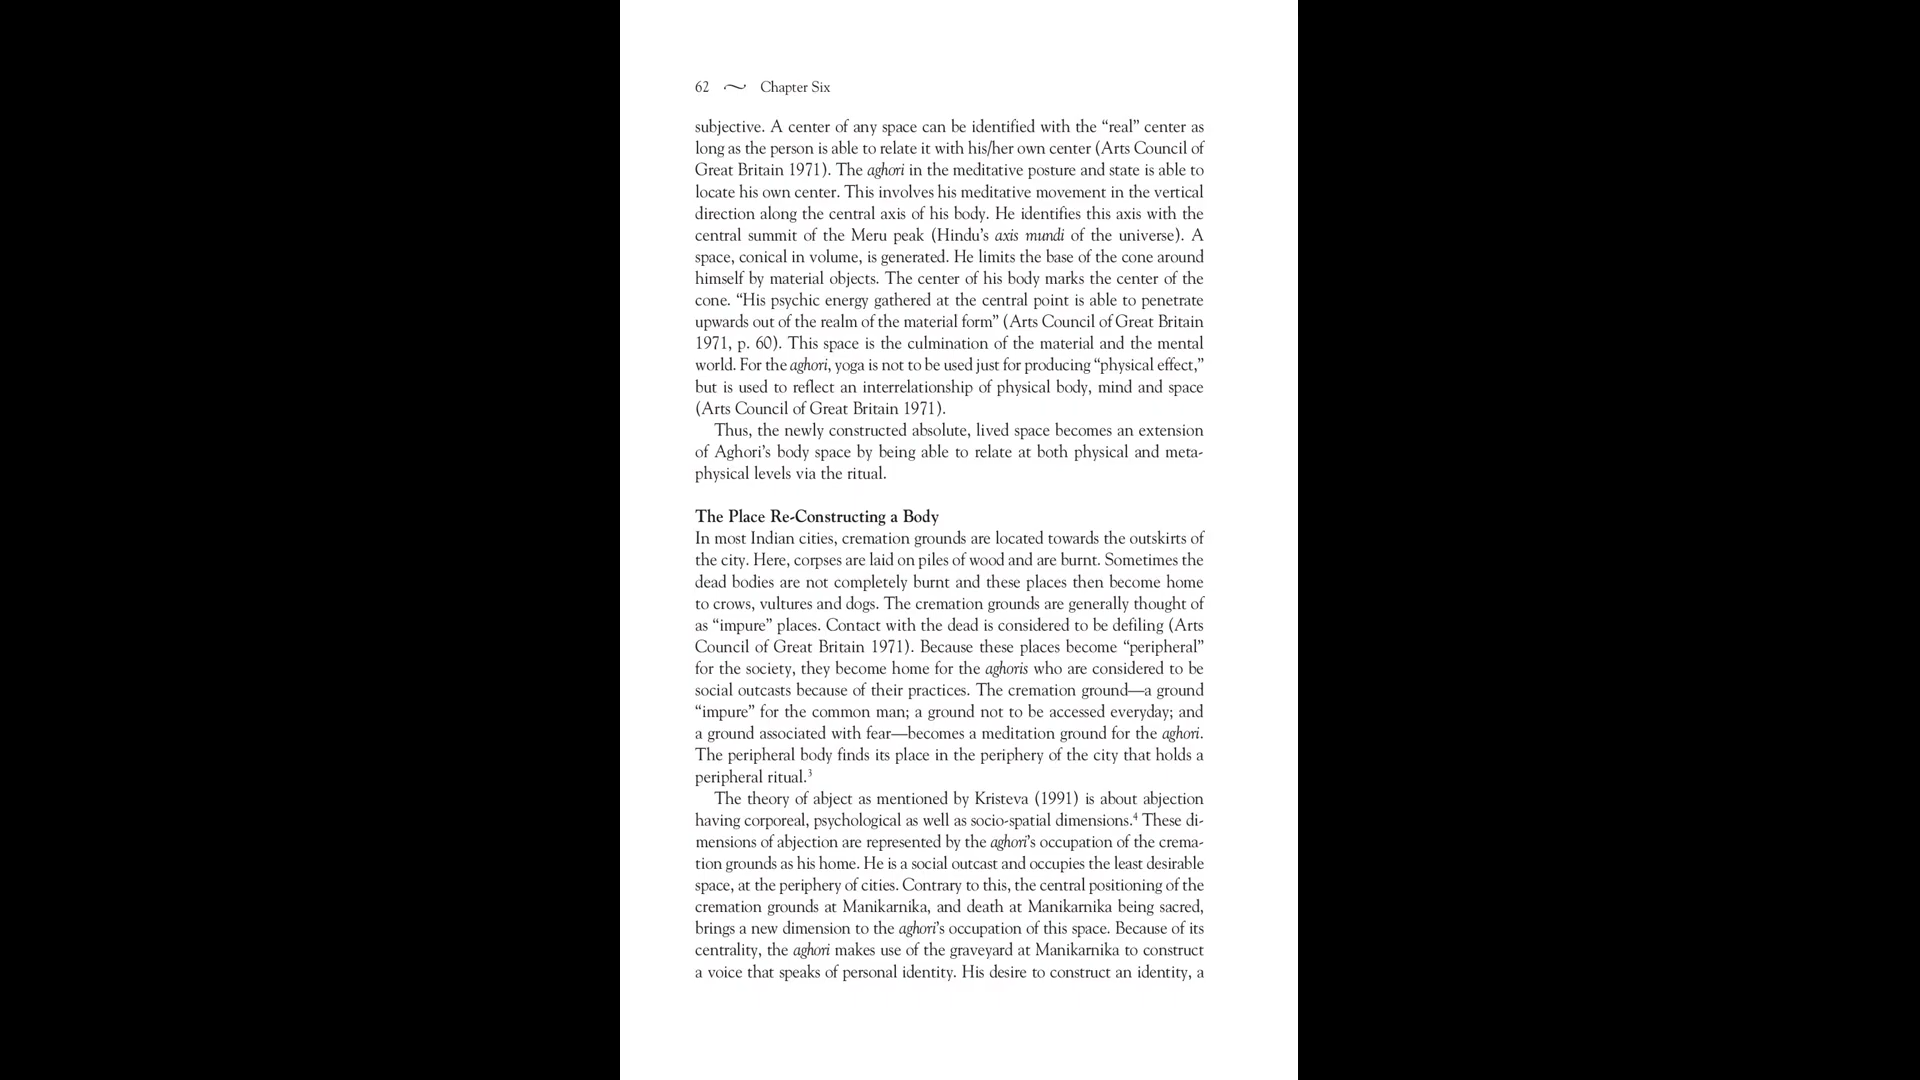 62 ~ Chapter Six
subjective. A center of any space can be identified with the “real” center as
long as the person is able to relate it with his/her own center (Arts Council of
Great Britain 1971). The aghori in the meditative posture and state is able to
locate his own center. This involves his meditative movement in the vertical
direction along the central axis of his body. He identifies this axis with the
central summit of the Meru peak (Hindu’s axis mundi of the universe). A
space, conical in volume, is generated. He limits the base of the cone around
himself by material objects. The center of his body marks the center of the
cone. “His psychic energy gathered at the central point is able to penetrate
upwards out of the realm of the material form” (Arts Council of Great Britain
1971, p. 60). This space is the culmination of the material and the mental
world. For the aghori, yoga is not to be used just for producing “physical effect,”
but is used to reflect an interrelationship of physical body, mind and space
(Arts Council of Great Britain 1971).
Thus, the newly constructed absolute, lived space becomes an extension
of Aghori’s body space by being able to relate at both physical and meta-
physical levels via the ritual.
The Place Re-Constructing a Body
In most Indian cities, cremation grounds are located towards the outskirts of
the city. Here, corpses are laid on piles of wood and are burnt. Sometimes the
dead bodies are not completely burnt and these places then become home
to crows, vultures and dogs. The cremation grounds are generally thought of
as “impure” places. Contact with the dead is considered to be defiling (Arts
Council of Great Britain 1971). Because these places become “peripheral”
for the society, they become home for the aghoris who are considered to be
social outcasts because of their practices. The cremation ground—a ground
“impure” for the common man; a ground not to be accessed everyday; and
a ground associated with fear—becomes a meditation ground for the aghori.
The peripheral body finds its place in the periphery of the city that holds a
peripheral ritual.3
The theory of abject as mentioned by Kristeva (1991) is about abjection
having corporeal, psychological as well as socio-spatial dimensions.4 These di-
mensions of abjection are represented by the aghori’s occupation of the crema-
tion grounds as his home. He is a social outcast and occupies the least desirable
space, at the periphery of cities. Contrary to this, the central positioning of the
cremation grounds at Manikarnika, and death at Manikarnika being sacred,
brings a new dimension to the aghori’s occupation of this space. Because of its
centrality, the aghori makes use of the graveyard at Manikarnika to construct
a voice that speaks of personal identity. His desire to construct an identity, a